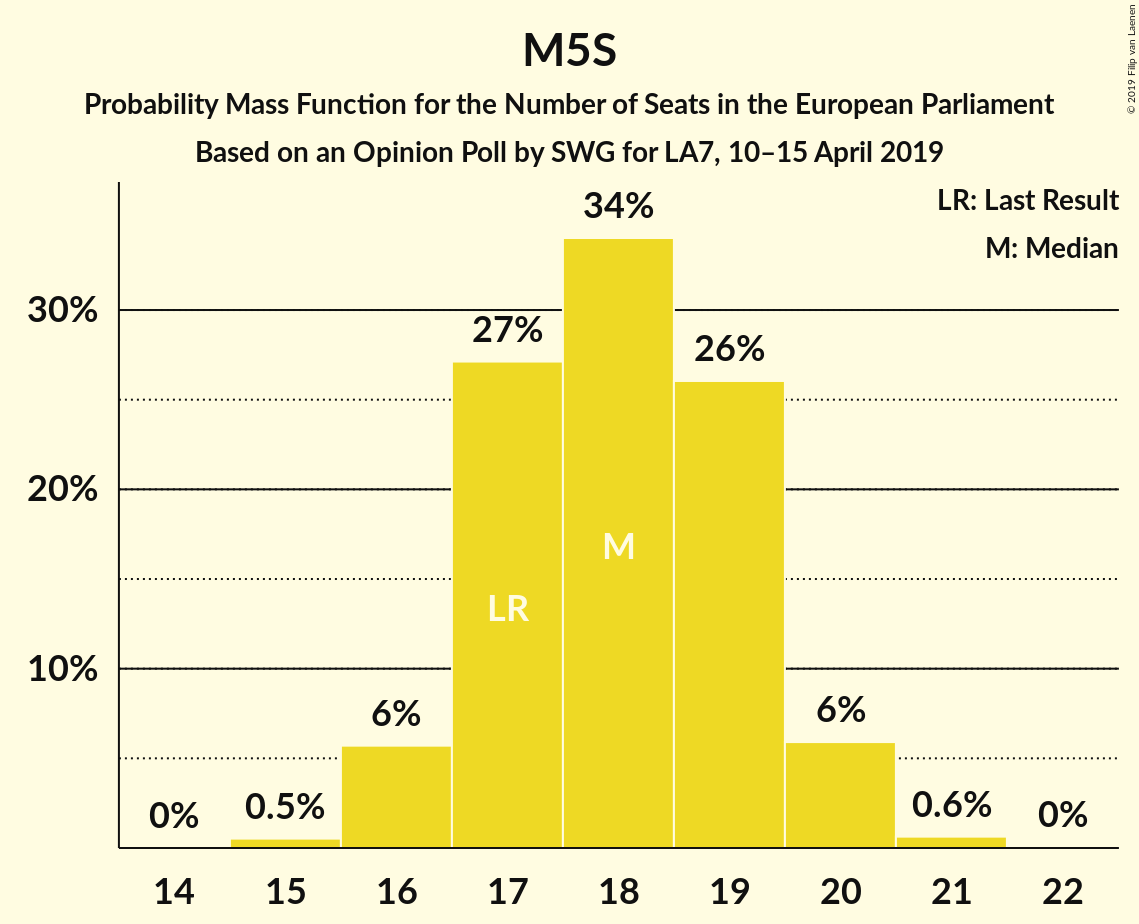 M5S
Probability Mass Function for the Number of Seats in the European Parliament
Based on an Opinion Poll by SWG for LA7, 10–15 April 2019
© 2019 Filip van Laenen
LR: Last Result
M: Median
34%
30%
27%
26%
20%
M
LR
10%
6%
6%
0%
0.5%
0.6%
0%
14 15 16 17 18 19 20 21 22